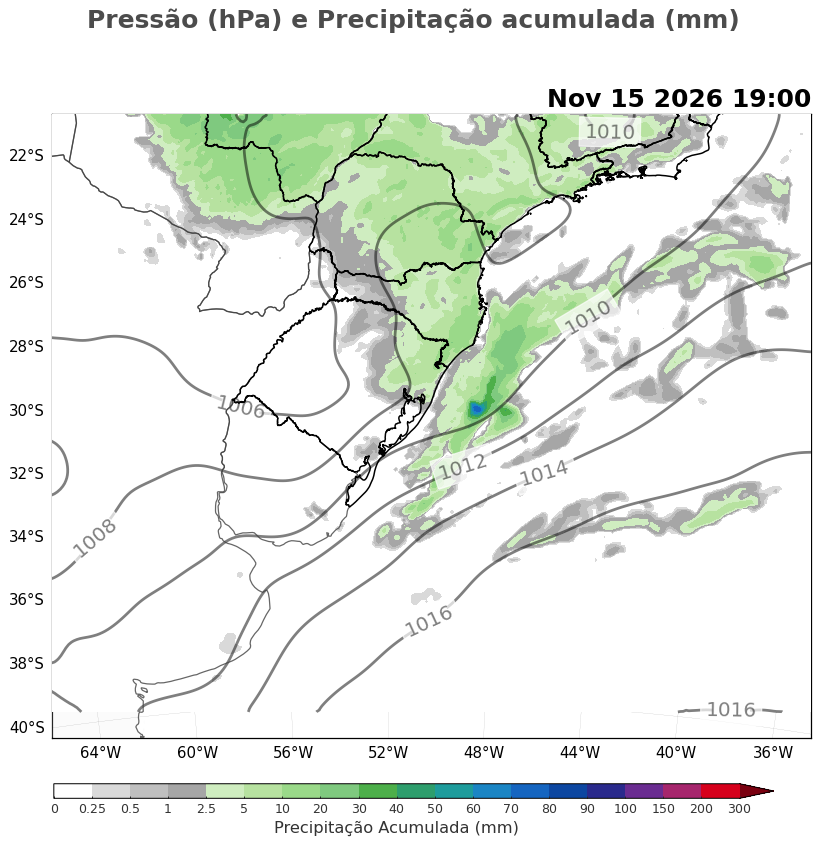 Pressão (hPa) e Precipitação acumulada (mm)
Nov 15 2026 19:00
1010
22°S
24°S
26°S
1010
28°S
1006
30°S
1012
32°S
1014
1008
34°S
36°S
1016
38°S
1016
40°S
64°W 60°W 56°W 52°W 48°W 44°W 40°W 36°W
0 0.25 0.5 1 2.5 5 10 20 30 40 50 60 70 80 90 100 150 200 300
Precipitação Acumulada (mm)